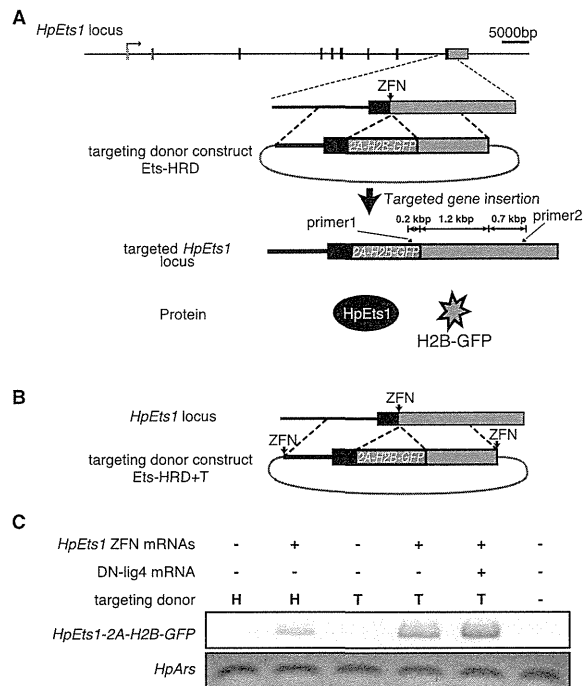 A
HpEts1 locus
5000bp
ZFN
targeting donor construct
Ets-HRD
2A-H2B-GFP
Targeted gene insertion
primer1
0.2 kbp
1.2 kbp
0.7 kbp
primer2
targeted HpEts1
locus
2A-H2B-GFP
Protein
HpEts1
H2B-GFP
B
ZFN
HpEts1 locus
ZFN
ZFN
targeting donor construct
Ets-HRD+T
2A-H2B-GFP
C
HpEts1 ZFN mRNAs - + - + + -
DN-lig4 mRNA - - - - + -
targeting donor H H T T T -
HpEts1-2A-H2B-GFP
HpArs